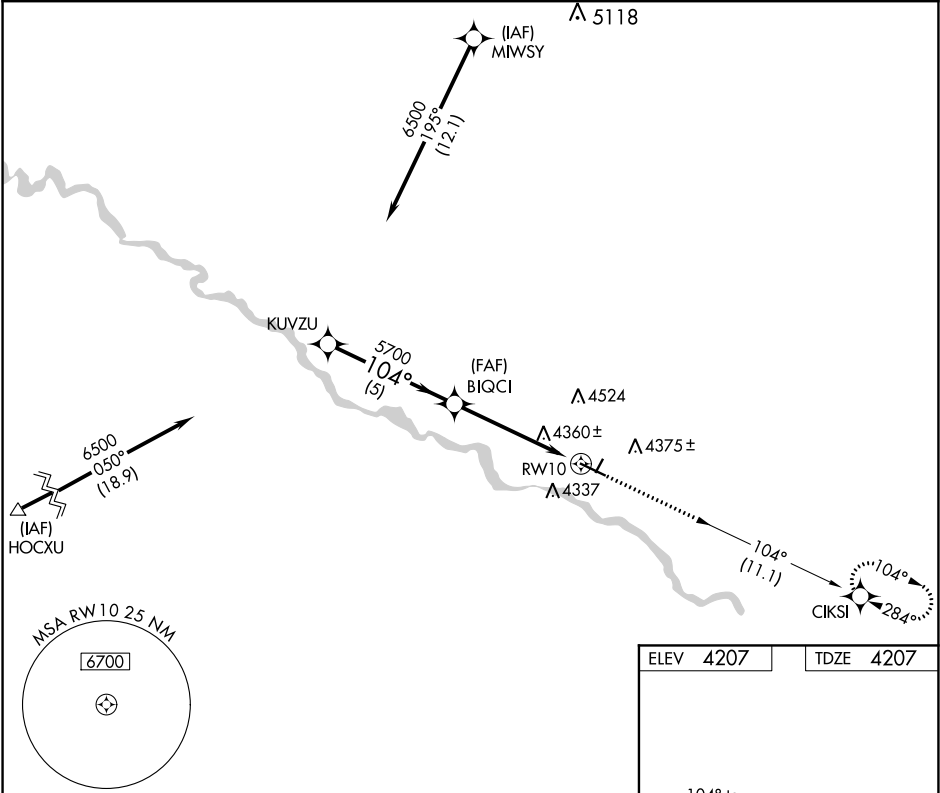 5118
(IAF)
MIWSY
6500
195°
(12.1)
KUVZU
5700
104°
(5)
(FAF)
BIQCI
4524
4360±
4375±
RW10
4337
6500
050°
(18.9)
(IAF)
HOCXU
104°
(11.1)
104°
284°
CIKSI
MSA RW10 25 NM
6700
ELEV 4207
TDZE 4207